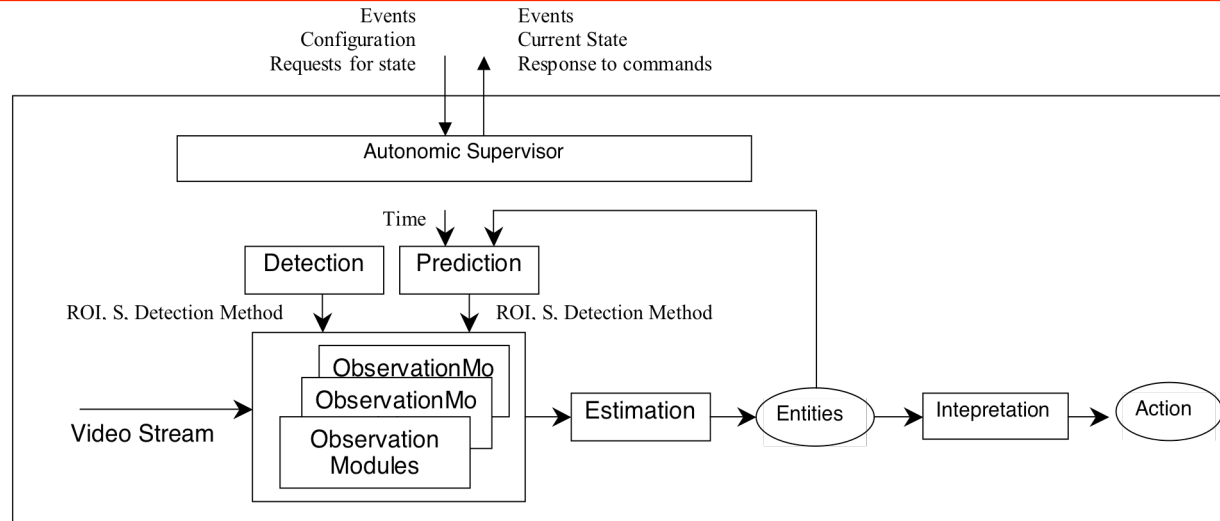 Events
Configuration
Requests for state
Events
Current State
Response to commands
Autonomic Supervisor
Time
Detection
Prediction
ROI, S, Detection Method
ROI, S, Detection Method
ObservationMo
ObservationMo
Observation
Modules
Video Stream
Estimation
Entities
Intepretation
Action